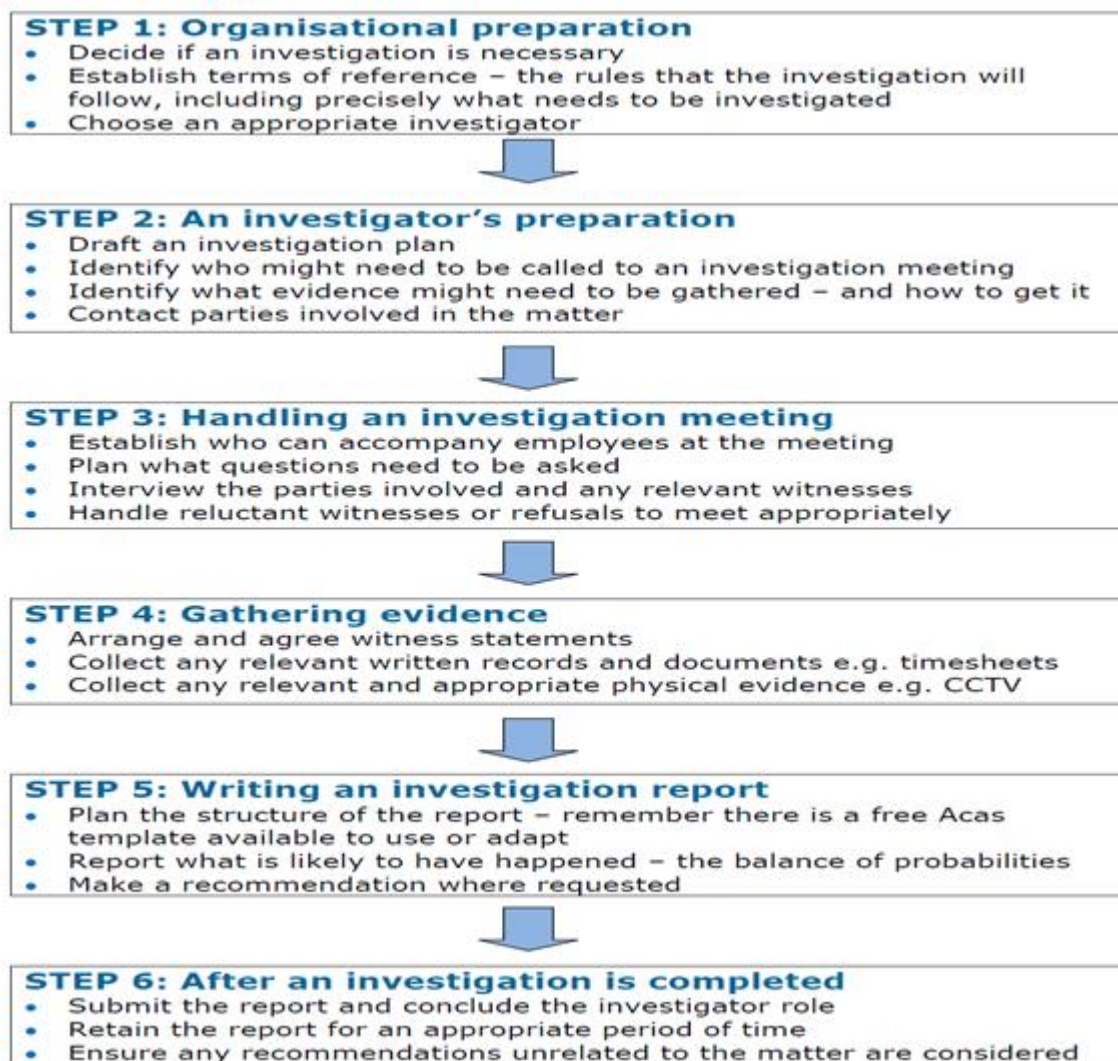 STEP 1: Organisational preparation
• Decide if an investigation is necessary
• Establish terms of reference – the rules that the investigation will
follow, including precisely what needs to be investigated
• Choose an appropriate investigator
STEP 2: An investigator's preparation
• Draft an investigation plan
• Identify who might need to be called to an investigation meeting
• Identify what evidence might need to be gathered – and how to get it
• Contact parties involved in the matter
STEP 3: Handling an investigation meeting
• Establish who can accompany employees at the meeting
• Plan what questions need to be asked
• Interview the parties involved and any relevant witnesses
• Handle reluctant witnesses or refusals to meet appropriately
STEP 4: Gathering evidence
• Arrange and agree witness statements
• Collect any relevant written records and documents e.g. timesheets
• Collect any relevant and appropriate physical evidence e.g. CCTV
STEP 5: Writing an investigation report
• Plan the structure of the report – remember there is a free Acas
template available to use or adapt
• Report what is likely to have happened – the balance of probabilities
• Make a recommendation where requested
STEP 6: After an investigation is completed
• Submit the report and conclude the investigator role
• Retain the report for an appropriate period of time
• Ensure any recommendations unrelated to the matter are considered